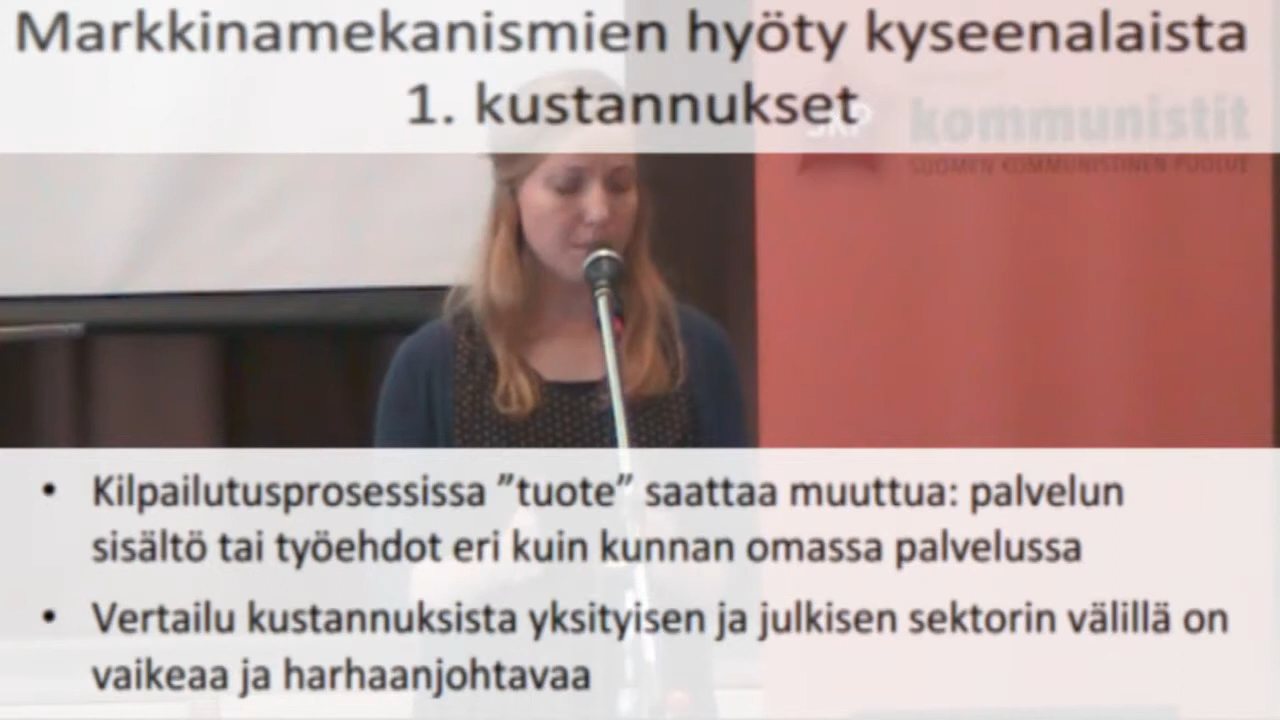 Markkinamekanismien hyöty kyseenalaista
1. kustannukset
SKP
kommunistit
SUOMEN KOMMUNISTINEN PUOLUE
• Kilpailutusprosessissa ”tuote” saattaa muuttua: palvelun
sisältö tai työehdot eri kuin kunnan omassa palvelussa
• Vertailu kustannuksista yksityisen ja julkisen sektorin välillä on
vaikeaa ja harhaanjohtavaa